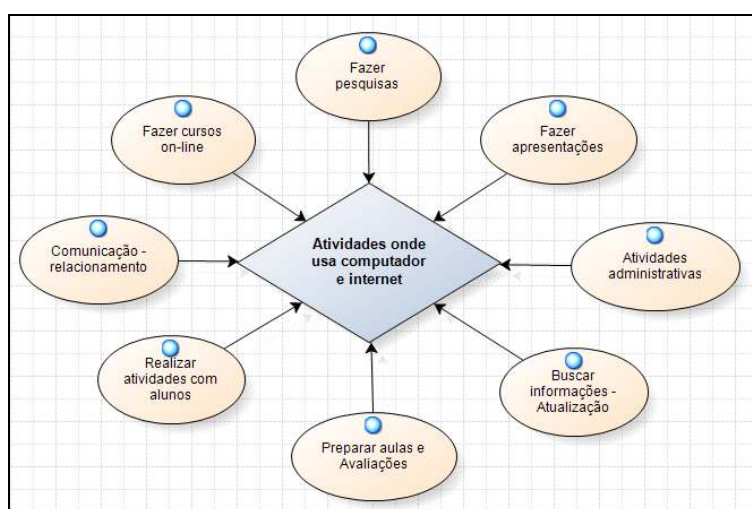 Fazer
pesquisas
Fazer cursos
on-line
Fazer
apresentações
Comunicação -
relacionamento
Atividades onde
usa computador
e internet
Atividades
administrativas
Realizar
atividades com
alunos
Buscar
informações -
Atualização
Preparar aulas e
Avaliações